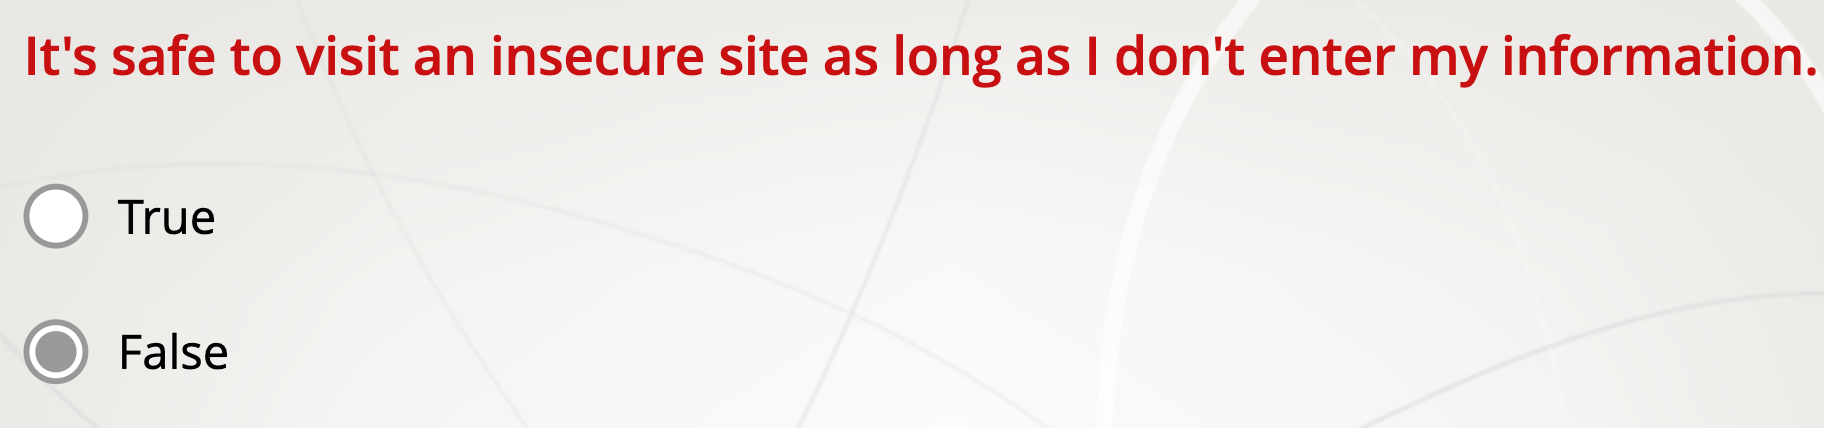 It's safe to visit an insecure site as long as I don't enter my information.
True
False